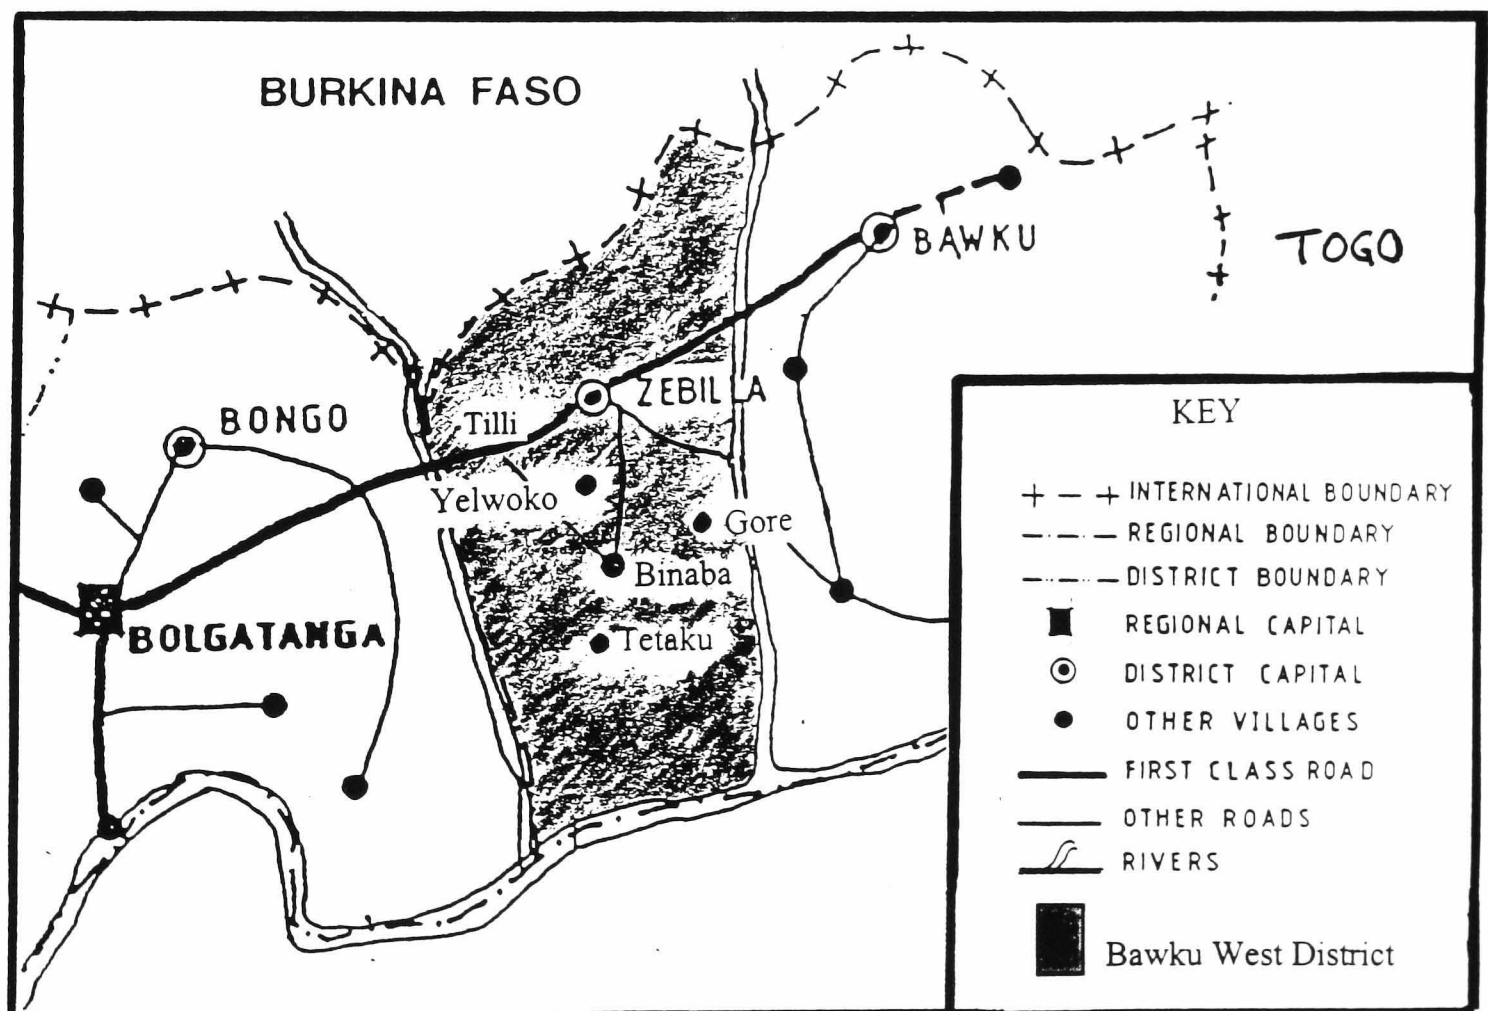 BURKINA FASO
BAWKU
TOGO
ZEBILLA
Tilli
BONGO
Yelwoko
Gore
Binaba
BOLGATANGA
Tetaku
KEY
INTERNATIONAL BOUNDARY
REGIONAL BOUNDARY
DISTRICT BOUNDARY
REGIONAL CAPITAL
DISTRICT CAPITAL
OTHER VILLAGES
FIRST CLASS ROAD
OTHER ROADS
RIVERS
Bawku West District